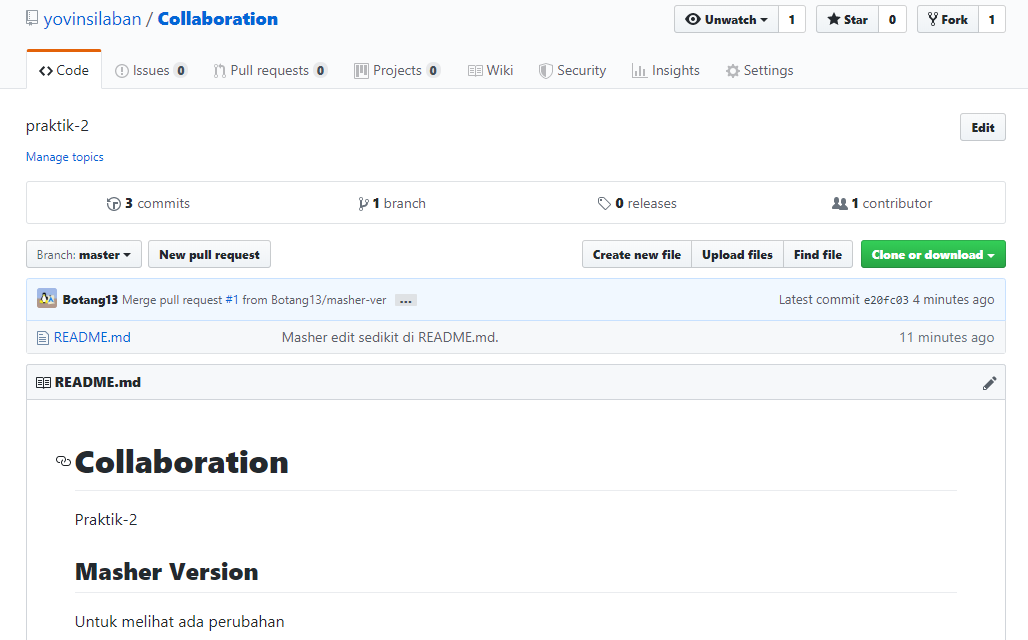 yovinsilaban / Collaboration
Unwatch 1 Star 0 Fork 1
Code Issues 0 Pull requests 0 Projects 0 Wiki Security Insights Settings
praktik-2
Edit
Manage topics
3 commits 1 branch 0 releases 1 contributor
Branch: master New pull request Create new file Upload files Find file Clone or download
Botang13 Merge pull request #1 from Botang13/masher-ver ... Latest commit e20fc03 4 minutes ago
README.md Masher edit sedikit di README.md. 11 minutes ago
README.md
Collaboration
Praktik-2
Masher Version
Untuk melihat ada perubahan